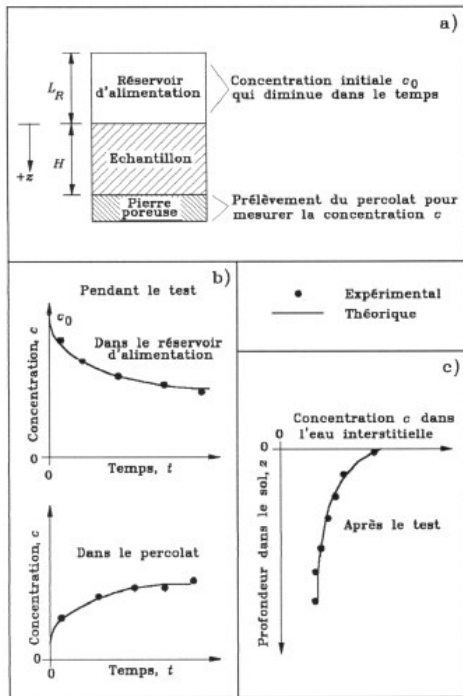 a)
L_R
H
+z
Réservoir
d'alimentation
Echantillon
Pierre
poreuse
Concentration initiale c₀
qui diminue dans le temps
Prélèvement du percolat pour
mesurer la concentration c
b)
Pendant le test
c₀
Dans le réservoir
d'alimentation
Concentration, c
0
0
Temps, t
Dans le percolat
Concentration, c
0
0
Temps, t
Expérimental
Théorique
c)
Concentration c dans
l'eau interstitielle
0
0
Profondeur dans le sol, z
Après le test